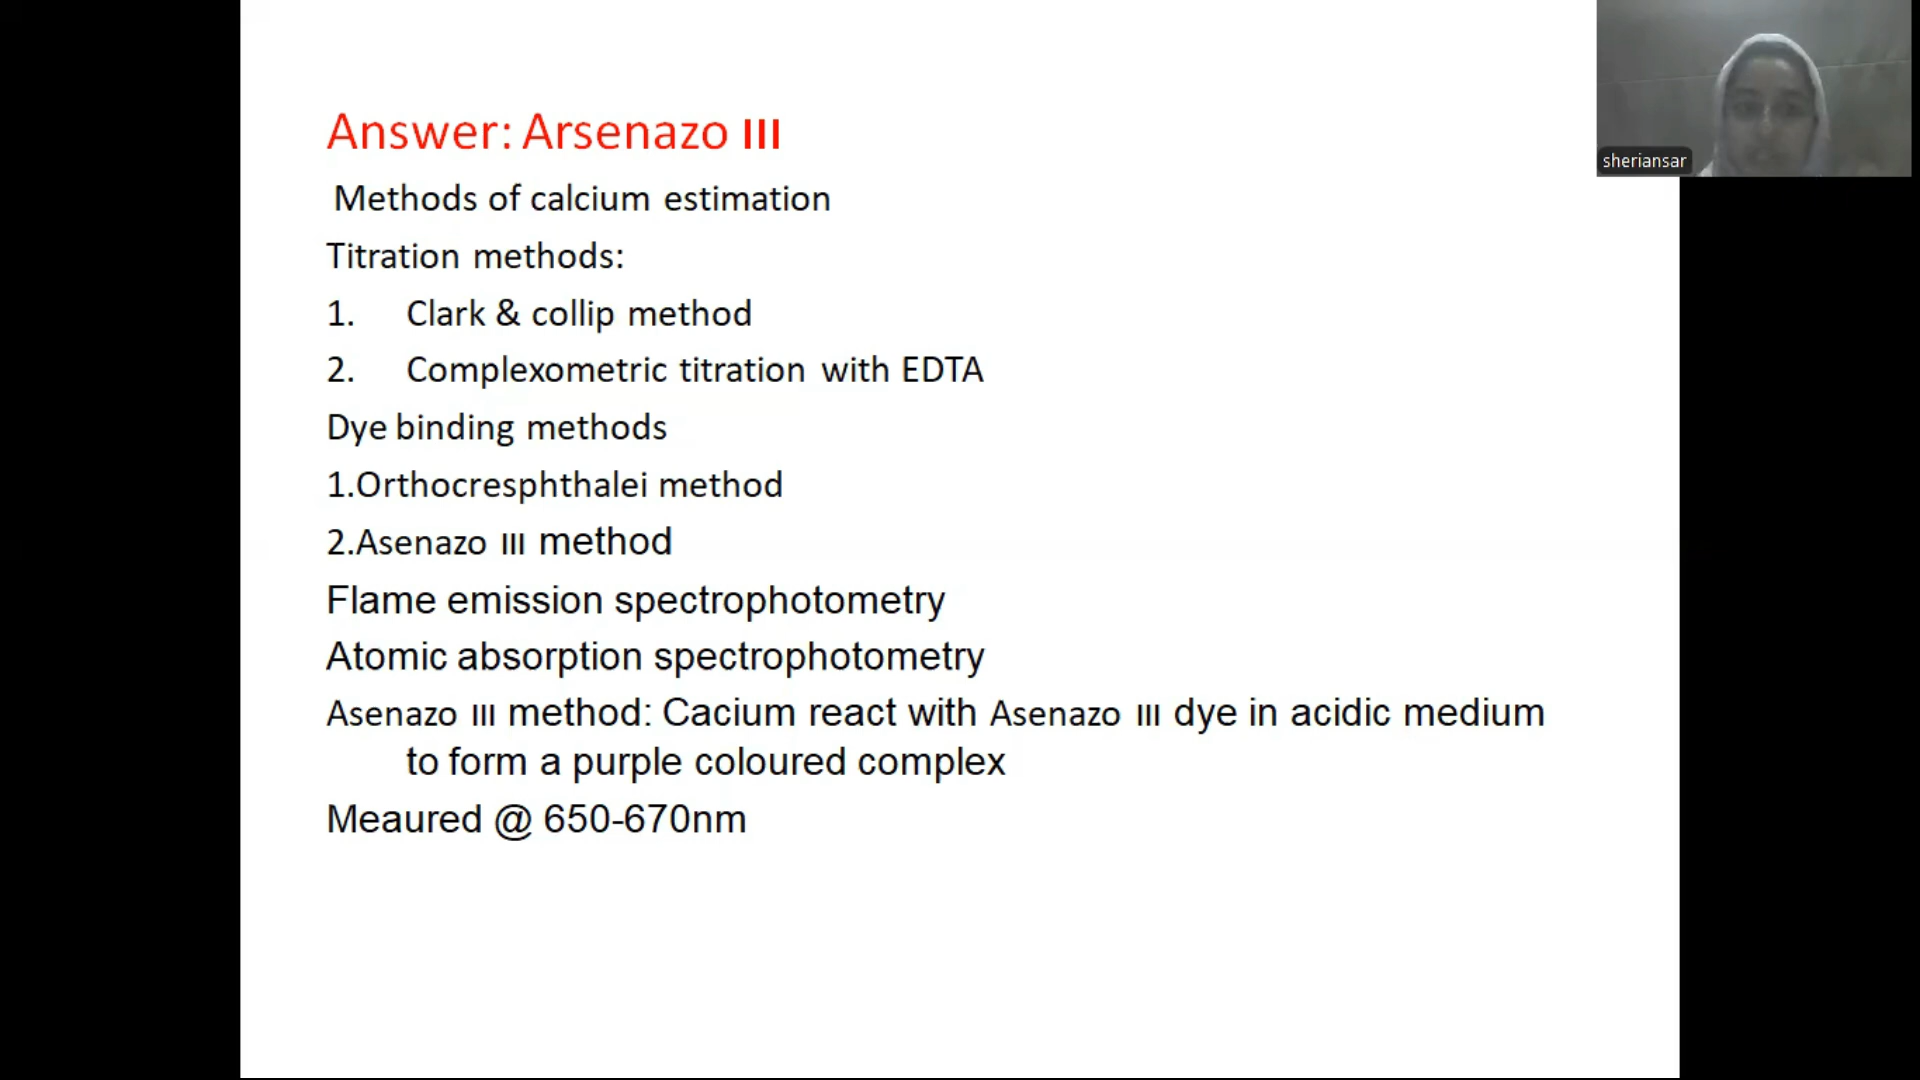 Answer: Arsenazo III
Methods of calcium estimation
Titration methods:
1. Clark & collip method
2. Complexometric titration with EDTA
Dye binding methods
1.Orthocresphthalei method
2.Asenazo III method
Flame emission spectrophotometry
Atomic absorption spectrophotometry
Asenazo III method: Cacium react with Asenazo III dye in acidic medium
to form a purple coloured complex
Meaured @ 650-670nm
sheriansar